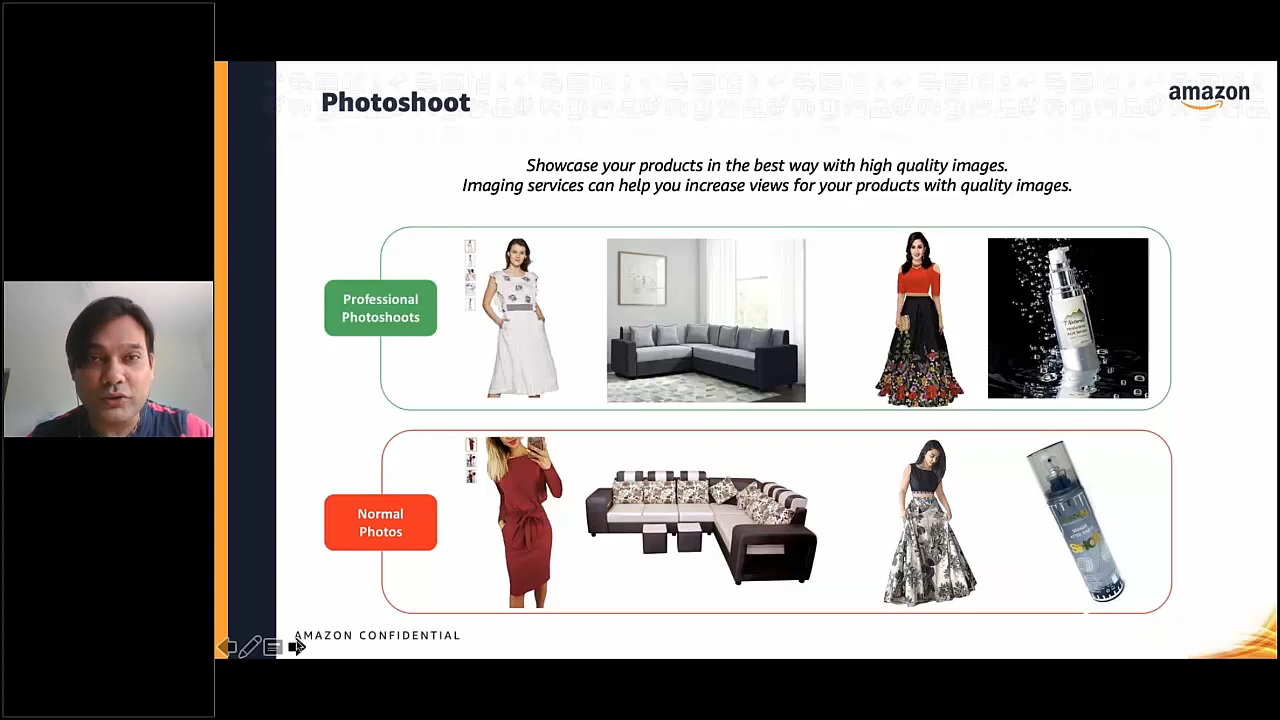 Photoshoot
amazon
Showcase your products in the best way with high quality images.
Imaging services can help you increase views for your products with quality images.
Professional
Photoshoots
Normal
Photos
AMAZON CONFIDENTIAL